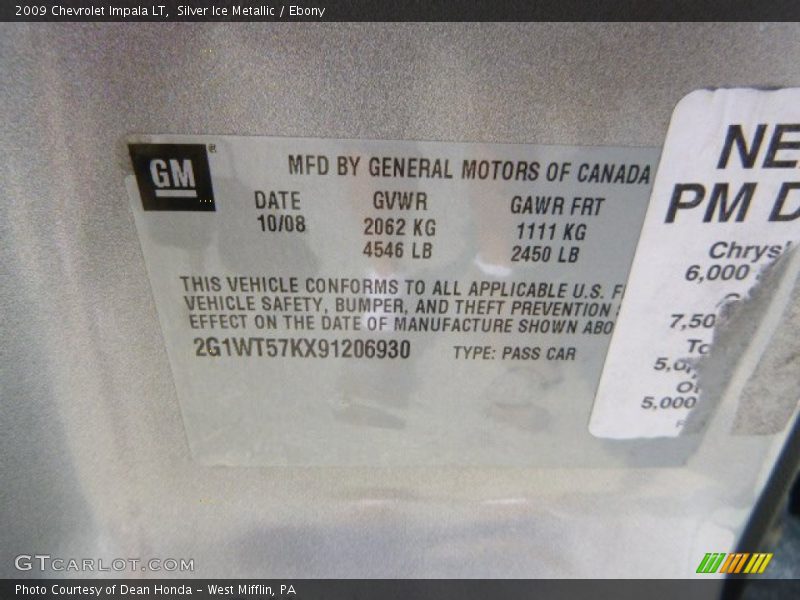 2009 Chevrolet Impala LT, Silver Ice Metallic / Ebony
GM®
MFD BY GENERAL MOTORS OF CANADA
DATE GVWR GAWR FRT
10/08 2062 KG 1111 KG
4546 LB 2450 LB
THIS VEHICLE CONFORMS TO ALL APPLICABLE U.S. F
VEHICLE SAFETY, BUMPER, AND THEFT PREVENTION
EFFECT ON THE DATE OF MANUFACTURE SHOWN ABO
2G1WT57KX91206930 TYPE: PASS CAR
NE
PM D
Chrys
6,000
7,50
To
5,0
5,000
GTCARLOT.COM
Photo Courtesy of Dean Honda - West Mifflin, PA